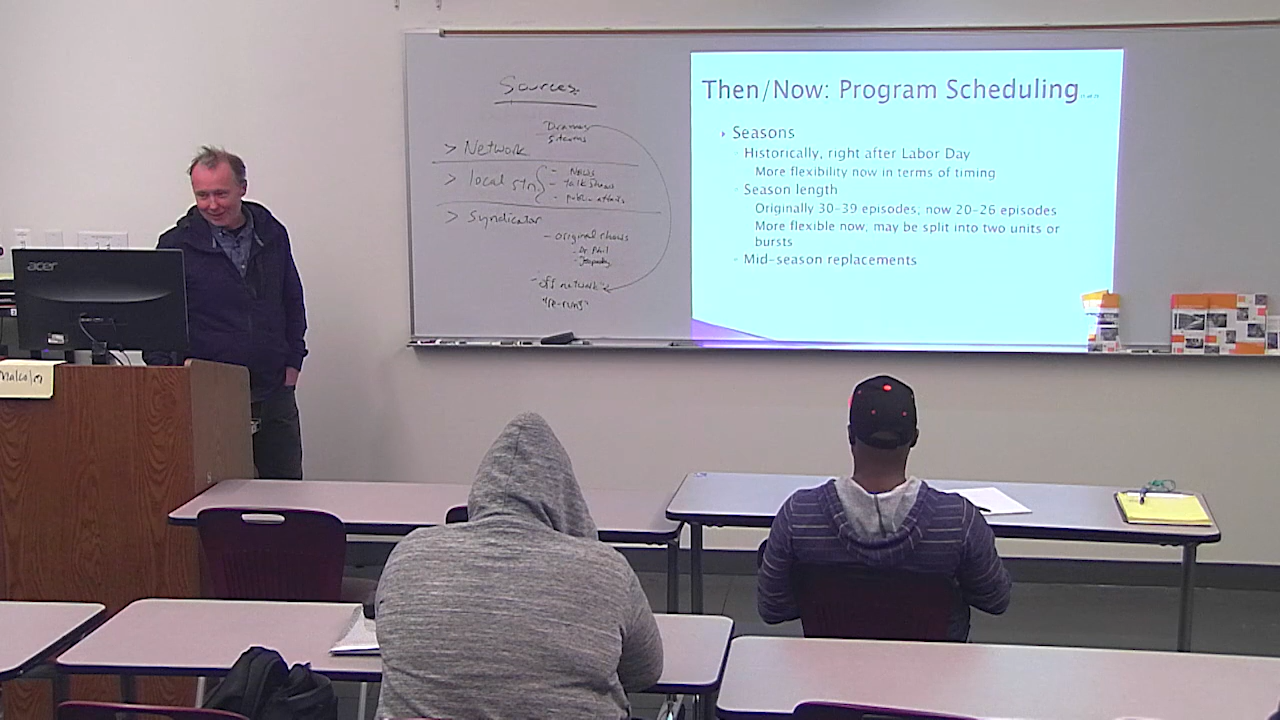 Sources
Dramas
Sitcoms
> Network
> local stn { - News
- talk shows
- public affairs
> Syndicator
- original shows
- Dr Phil
- Jeopardy
- "off network"
"re-runs"
Then/Now: Program Scheduling
Seasons
Historically, right after Labor Day
More flexibility now in terms of timing
Season length
Originally 30-39 episodes; now 20-26 episodes
More flexible now, may be split into two units or
bursts
Mid-season replacements
acer
Malcolm